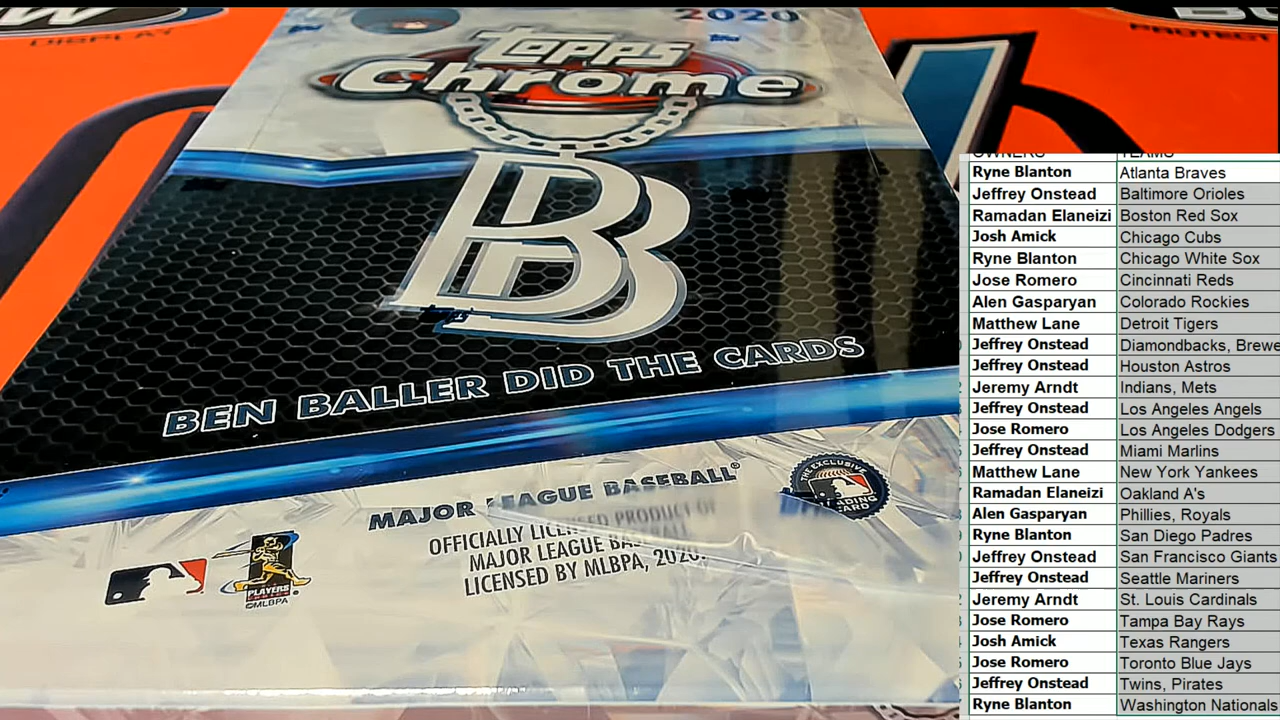 DISPLAY
2020
PROTECT
Topps
Chrome
BB
topps
BEN BALLER DID THE CARDS
MAJOR LEAGUE BASEBALL®
THE EXCLUSIVE
TRADING CARD
OFFICIALLY LICENSED PRODUCT OF
MAJOR LEAGUE BASEBALL
LICENSED BY MLBPA, 2020.
PLAYERS
©MLBPA
OWNERS TEAMS
Ryne Blanton Atlanta Braves
Jeffrey Onstead Baltimore Orioles
Ramadan Elaneizi Boston Red Sox
Josh Amick Chicago Cubs
Ryne Blanton Chicago White Sox
Jose Romero Cincinnati Reds
Alen Gasparyan Colorado Rockies
Matthew Lane Detroit Tigers
Jeffrey Onstead Diamondbacks, Brewe
Jeffrey Onstead Houston Astros
Jeremy Arndt Indians, Mets
Jeffrey Onstead Los Angeles Angels
Jose Romero Los Angeles Dodgers
Jeffrey Onstead Miami Marlins
Matthew Lane New York Yankees
Ramadan Elaneizi Oakland A's
Alen Gasparyan Phillies, Royals
Ryne Blanton San Diego Padres
Jeffrey Onstead San Francisco Giants
Jeffrey Onstead Seattle Mariners
Jeremy Arndt St. Louis Cardinals
Jose Romero Tampa Bay Rays
Josh Amick Texas Rangers
Jose Romero Toronto Blue Jays
Jeffrey Onstead Twins, Pirates
Ryne Blanton Washington Nationals